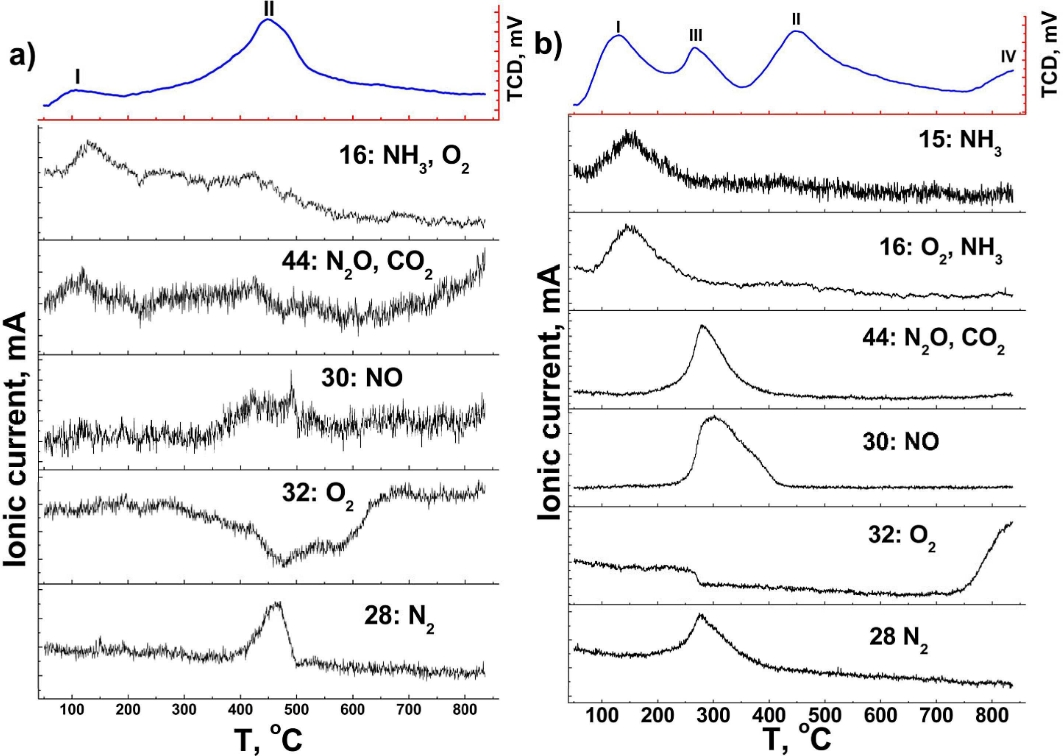 a)
I
II
TCD, mV
16: NH3, O2
44: N2O, CO2
30: NO
32: O2
28: N2
Ionic current, mA
100 200 300 400 500 600 700 800
T, °C
b)
I
III
II
IV
TCD, mV
15: NH3
16: O2, NH3
44: N2O, CO2
30: NO
32: O2
28 N2
Ionic current, mA
100 200 300 400 500 600 700 800
T, °C